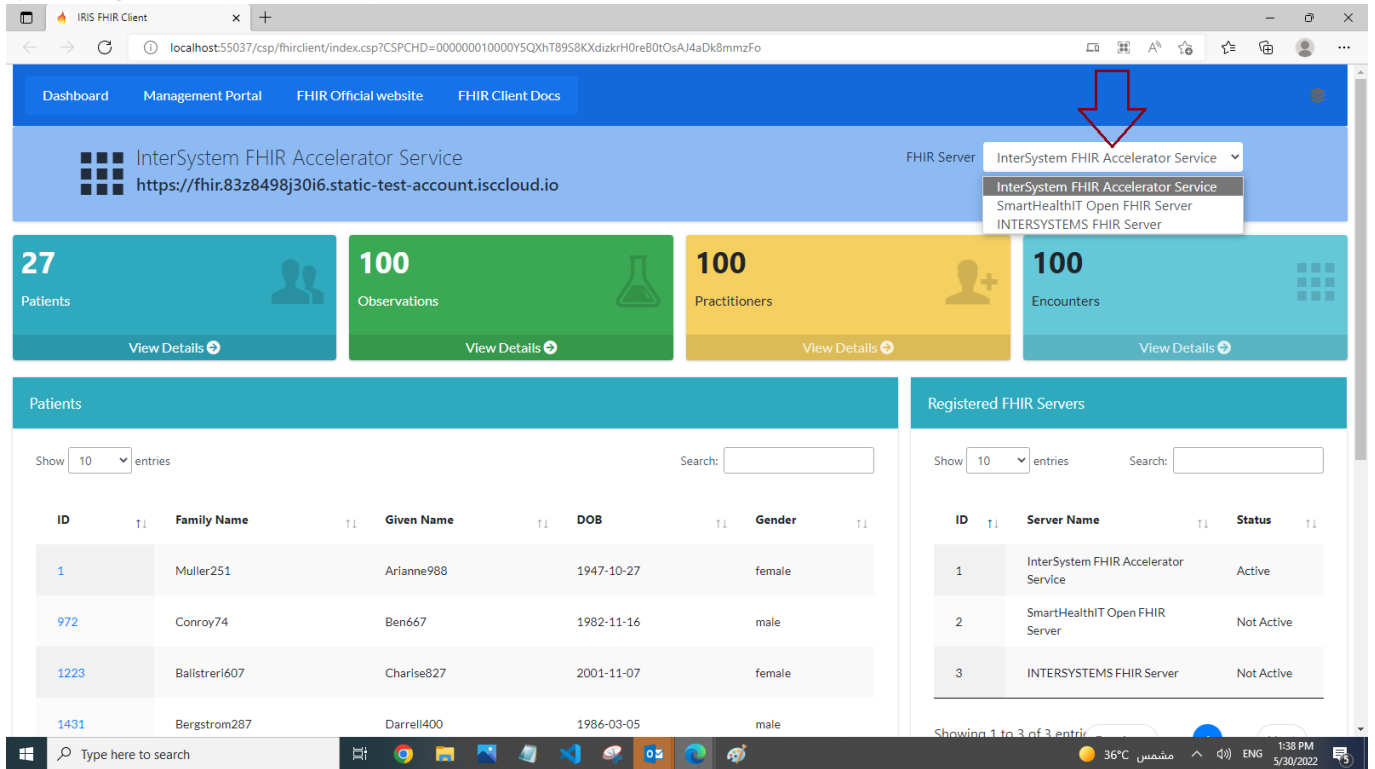 IRIS FHIR Client
localhost:55037/csp/fhirclient/index.csp?CSPCHD=000000010000Y5QXhT89S8KXdizkrH0reB0tOsAJ4aDk8mmzFo
Dashboard Management Portal FHIR Official website FHIR Client Docs
InterSystem FHIR Accelerator Service
https://fhir.83z8498j30i6.static-test-account.isccloud.io
FHIR Server InterSystem FHIR Accelerator Service
InterSystem FHIR Accelerator Service
SmartHealthIT Open FHIR Server
INTERSYSTEMS FHIR Server
27
Patients
View Details
100
Observations
View Details
100
Practitioners
View Details
100
Encounters
View Details
Patients
Show 10 entries Search:
ID Family Name Given Name DOB Gender
1 Muller251 Arianne988 1947-10-27 female
972 Conroy74 Ben667 1982-11-16 male
1223 Balistreri607 Charise827 2001-11-07 female
1431 Bergstrom287 Darrell400 1986-03-05 male
Registered FHIR Servers
Show 10 entries Search:
ID Server Name Status
1 InterSystem FHIR Accelerator Service Active
2 SmartHealthIT Open FHIR Server Not Active
3 INTERSYSTEMS FHIR Server Not Active
Showing 1 to 3 of 3
Type here to search
36°C مشمس
ENG
1:38 PM
5/30/2022
5